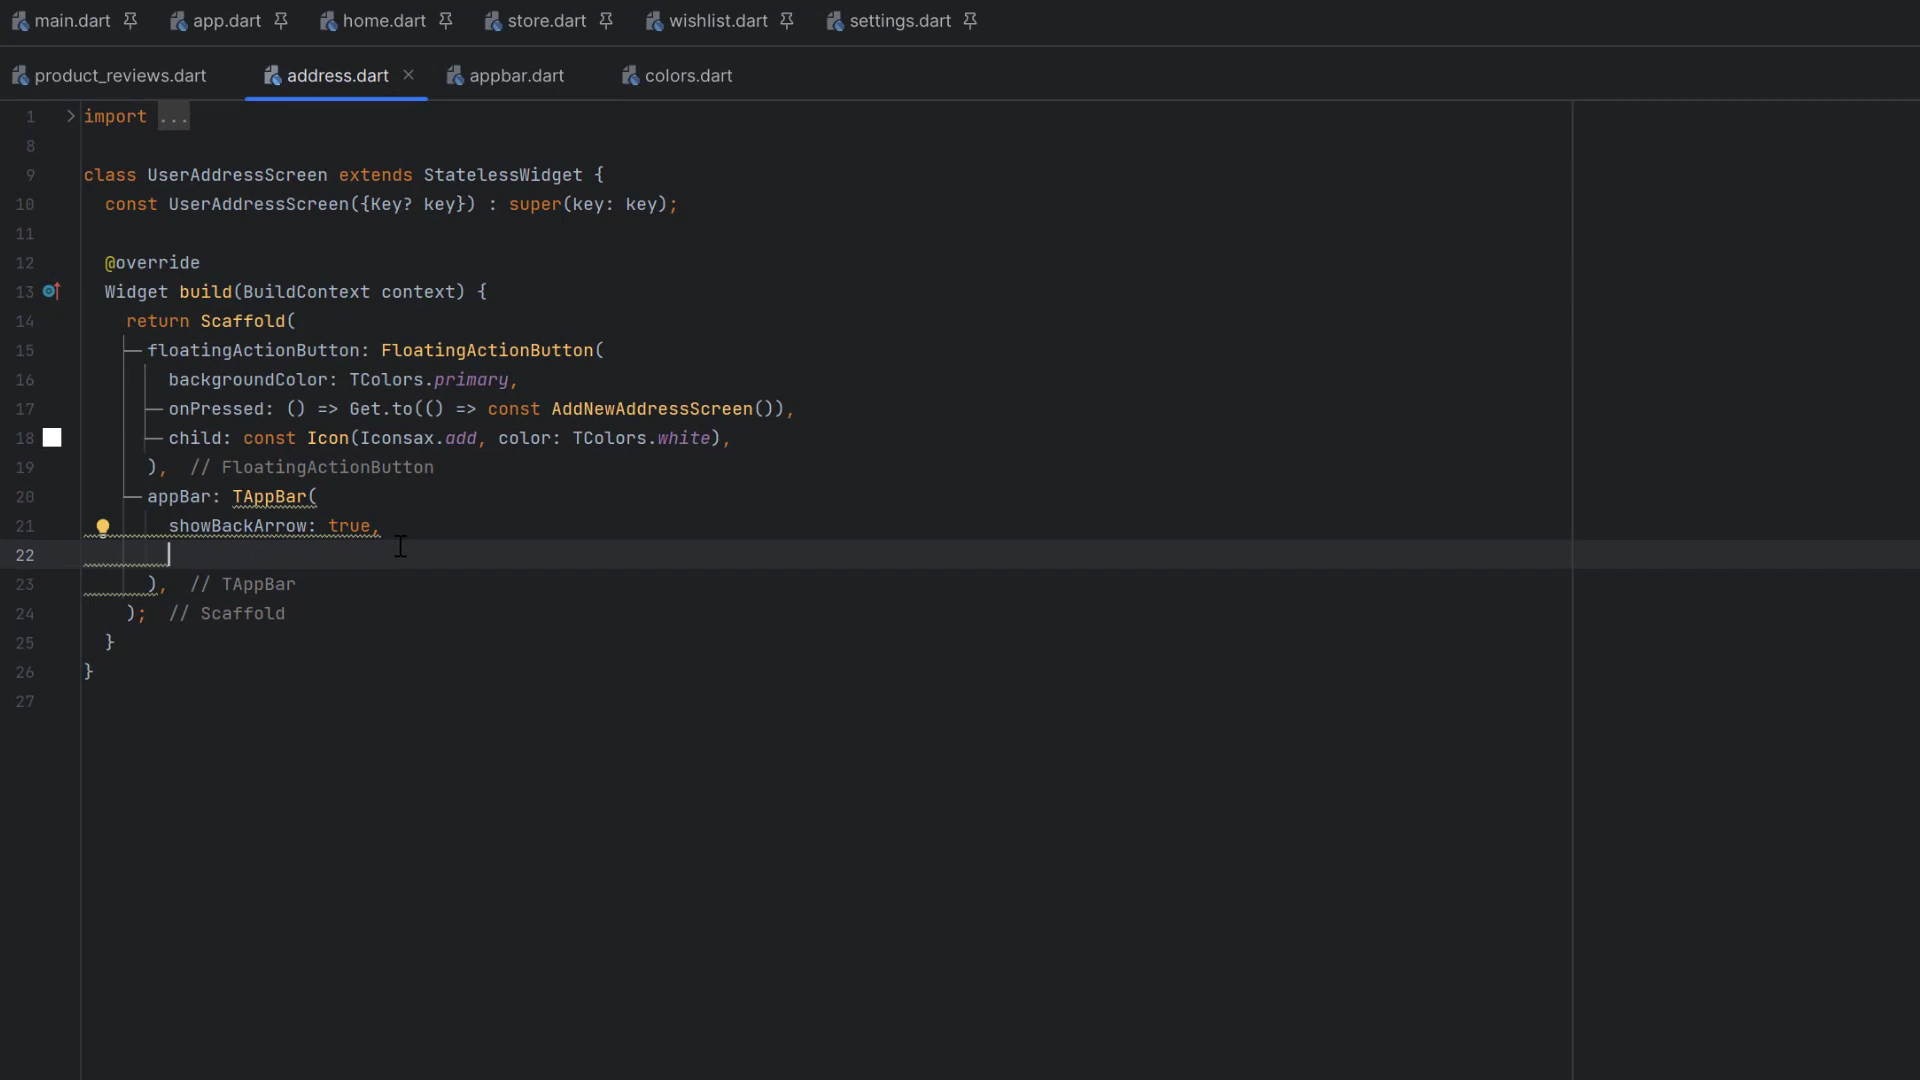 main.dart app.dart home.dart store.dart wishlist.dart settings.dart
product_reviews.dart address.dart appbar.dart colors.dart
1 import ...
8
9 class UserAddressScreen extends StatelessWidget {
10 const UserAddressScreen({Key? key}) : super(key: key);
11
12 @override
13 Widget build(BuildContext context) {
14 return Scaffold(
15 floatingActionButton: FloatingActionButton(
16 backgroundColor: TColors.primary,
17 onPressed: () => Get.to(() => const AddNewAddressScreen()),
18 child: const Icon(Iconsax.add, color: TColors.white),
19 ), // FloatingActionButton
20 appBar: TAppBar(
21 showBackArrow: true,
22
23 ), // TAppBar
24 ); // Scaffold
25 }
26 }
27